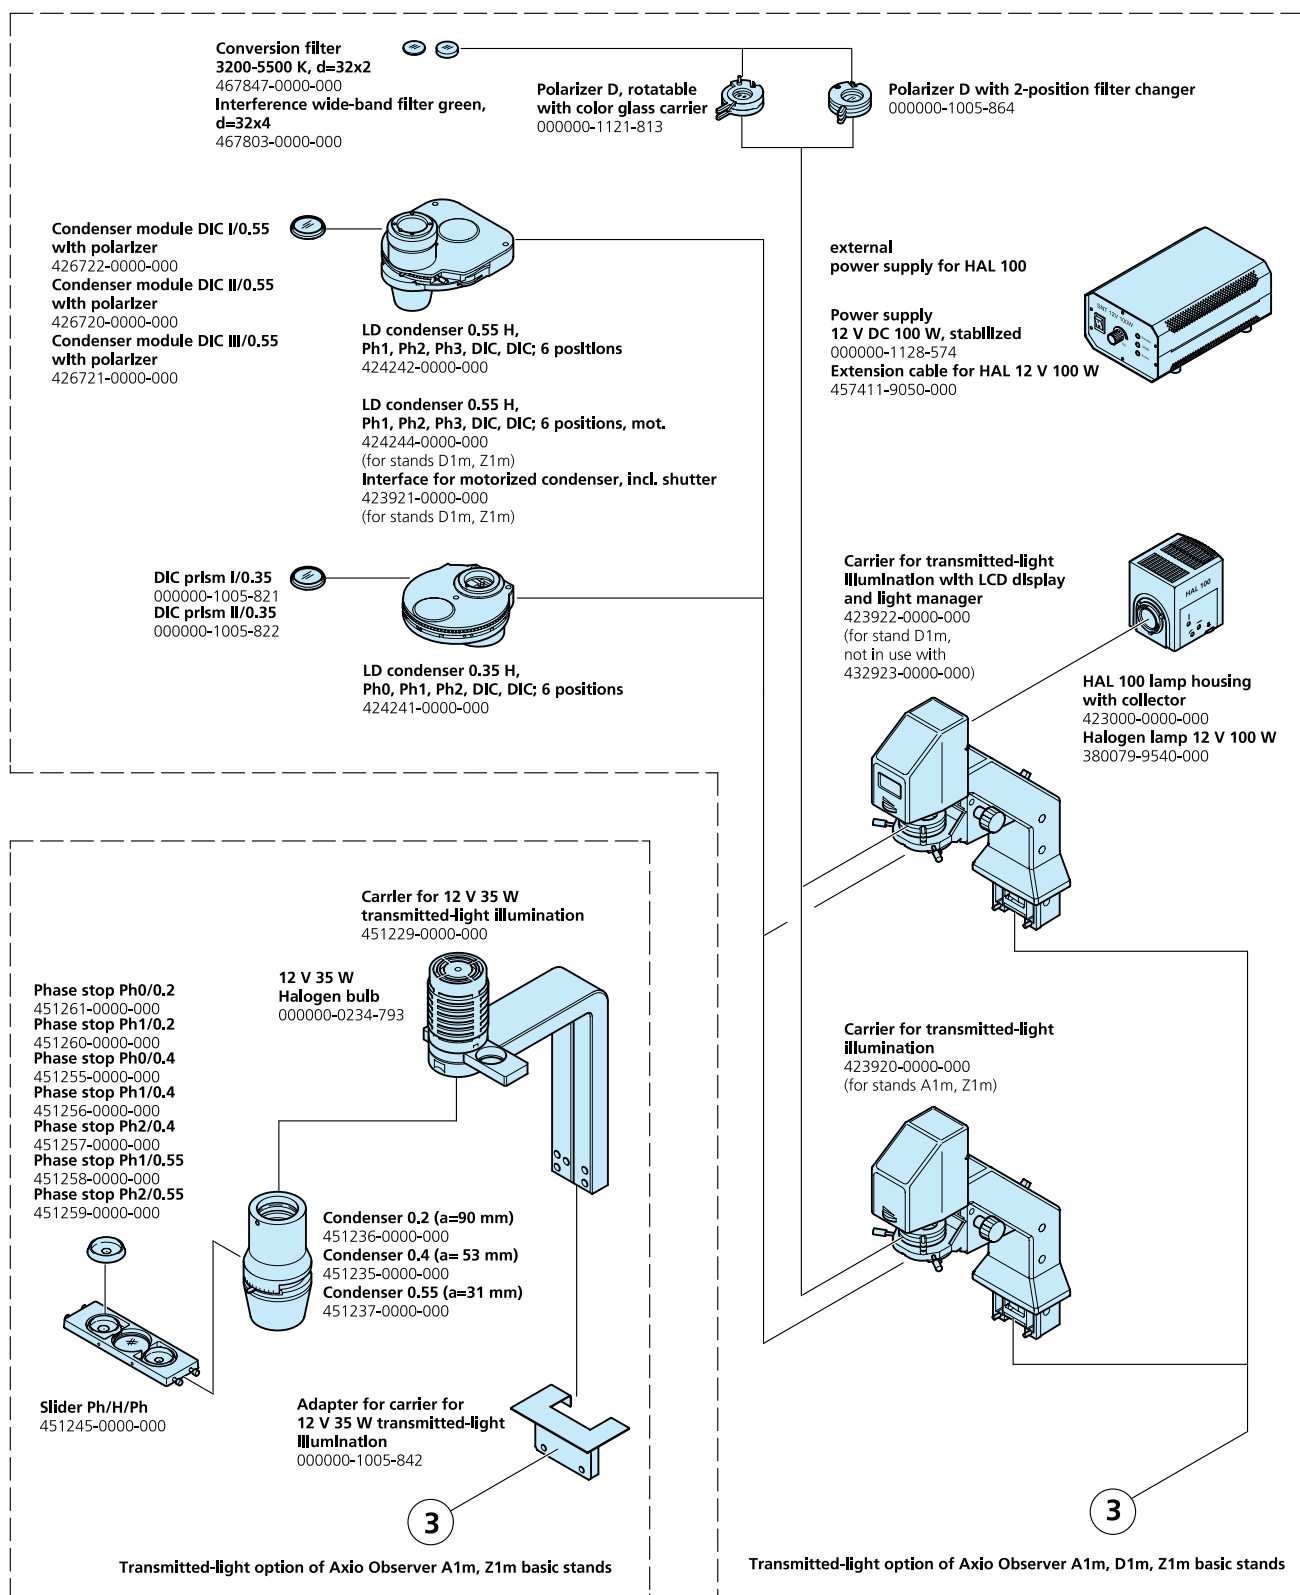 Conversion filter
3200-5500 K, d=32x2
467847-0000-000
Interference wide-band filter green,
d=32x4
467803-0000-000
Polarizer D, rotatable
with color glass carrier
000000-1121-813
Polarizer D with 2-position filter changer
000000-1005-864
Condenser module DIC I/0.55
with polarizer
426722-0000-000
Condenser module DIC II/0.55
with polarizer
426720-0000-000
Condenser module DIC III/0.55
with polarizer
426721-0000-000
LD condenser 0.55 H,
Ph1, Ph2, Ph3, DIC, DIC; 6 positions
424242-0000-000
LD condenser 0.55 H,
Ph1, Ph2, Ph3, DIC, DIC; 6 positions, mot.
424244-0000-000
(for stands D1m, Z1m)
Interface for motorized condenser, incl. shutter
423921-0000-000
(for stands D1m, Z1m)
external
power supply for HAL 100
Power supply
12 V DC 100 W, stabilized
000000-1128-574
Extension cable for HAL 12 V 100 W
457411-9050-000
SNT 12V 100W
DIC prism I/0.35
000000-1005-821
DIC prism II/0.35
000000-1005-822
LD condenser 0.35 H,
Ph0, Ph1, Ph2, DIC, DIC; 6 positions
424241-0000-000
Carrier for transmitted-light
illumination with LCD display
and light manager
423922-0000-000
(for stand D1m,
not in use with
432923-0000-000)
HAL 100
HAL 100 lamp housing
with collector
423000-0000-000
Halogen lamp 12 V 100 W
380079-9540-000
Carrier for 12 V 35 W
transmitted-light illumination
451229-0000-000
12 V 35 W
Halogen bulb
000000-0234-793
Phase stop Ph0/0.2
451261-0000-000
Phase stop Ph1/0.2
451260-0000-000
Phase stop Ph0/0.4
451255-0000-000
Phase stop Ph1/0.4
451256-0000-000
Phase stop Ph2/0.4
451257-0000-000
Phase stop Ph1/0.55
451258-0000-000
Phase stop Ph2/0.55
451259-0000-000
Condenser 0.2 (a=90 mm)
451236-0000-000
Condenser 0.4 (a= 53 mm)
451235-0000-000
Condenser 0.55 (a=31 mm)
451237-0000-000
Slider Ph/H/Ph
451245-0000-000
Adapter for carrier for
12 V 35 W transmitted-light
illumination
000000-1005-842
3
Transmitted-light option of Axio Observer A1m, Z1m basic stands
Carrier for transmitted-light
illumination
423920-0000-000
(for stands A1m, Z1m)
3
Transmitted-light option of Axio Observer A1m, D1m, Z1m basic stands